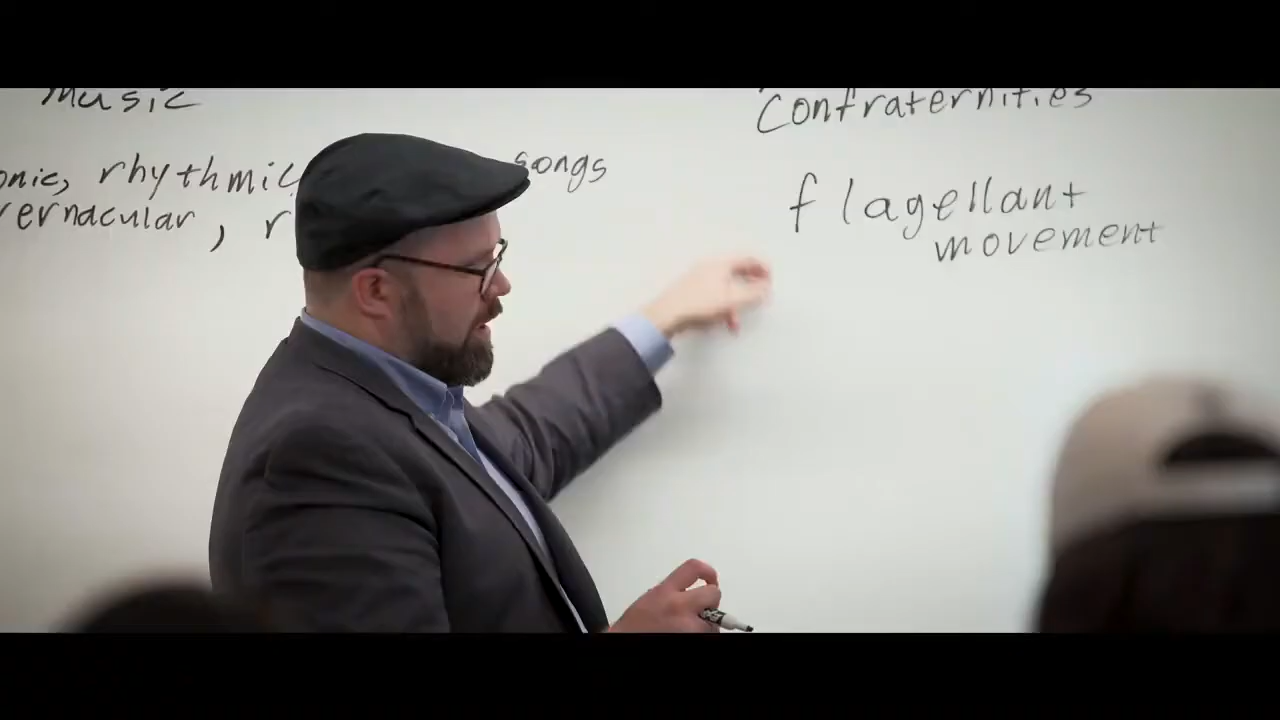 music
onic, rhythmic songs
vernacular, r
Confraternities
flagellant
movement